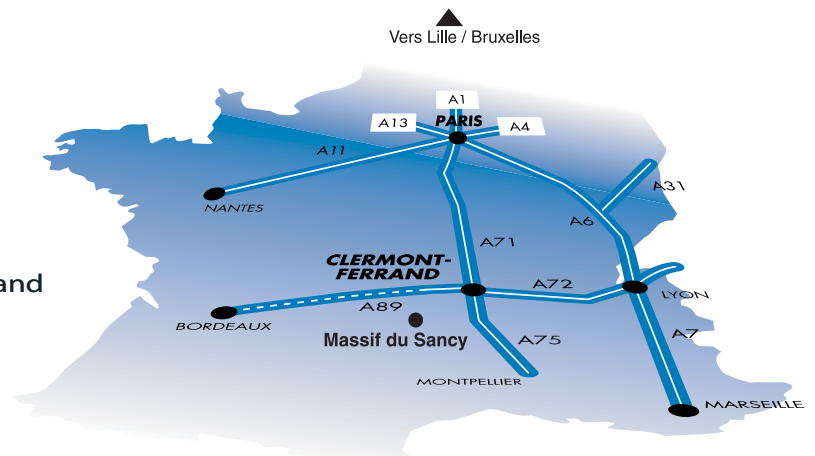 Vers Lille / Bruxelles
A1
A13
PARIS
A4
A11
A31
NANTES
A6
A71
CLERMONT-
FERRAND
and
A72
LYON
A89
BORDEAUX
Massif du Sancy
A75
A7
MONTPELLIER
MARSEILLE